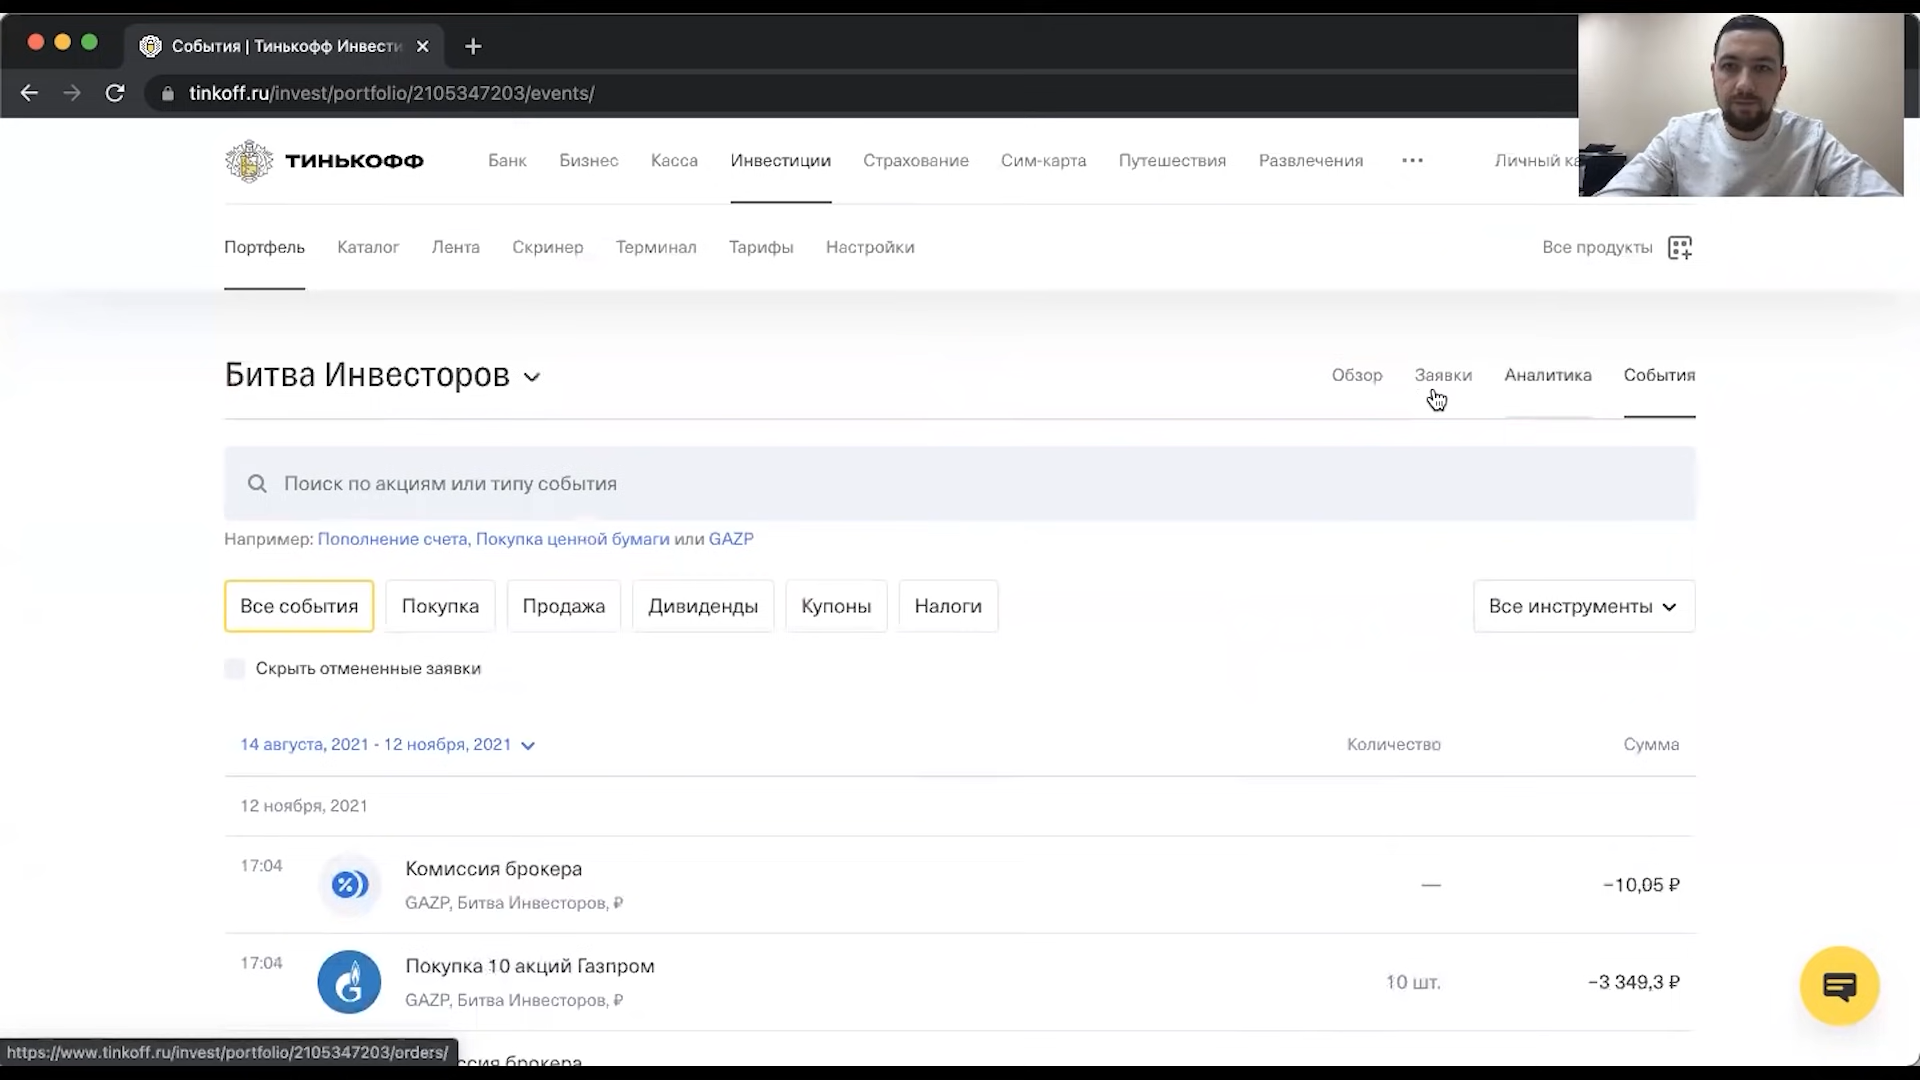 События | Тинькофф Инвести
tinkoff.ru/invest/portfolio/2105347203/events/
ТИНЬКОФФ Банк Бизнес Касса Инвестиции Страхование Сим-карта Путешествия Развлечения ... Личный
Портфель Каталог Лента Скринер Терминал Тарифы Настройки Все продукты
Битва Инвесторов Обзор Заявки Аналитика События
Поиск по акциям или типу события
Например: Пополнение счета, Покупка ценной бумаги или GAZP
Все события Покупка Продажа Дивиденды Купоны Налоги Все инструменты
Скрыть отмененные заявки
14 августа, 2021 - 12 ноября, 2021 Количество Сумма
12 ноября, 2021
17:04 Комиссия брокера — −10,05 ₽
GAZP, Битва Инвесторов, ₽
17:04 Покупка 10 акций Газпром 10 шт. −3 349,3 ₽
GAZP, Битва Инвесторов, ₽
https://www.tinkoff.ru/invest/portfolio/2105347203/orders/